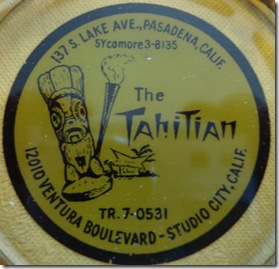 137 S. LAKE AVE., PASADENA, CALIF.
SYcamore 3-8135
The
TAHITIAN
TR. 7-0531
12010 VENTURA BOULEVARD - STUDIO CITY, CALIF.